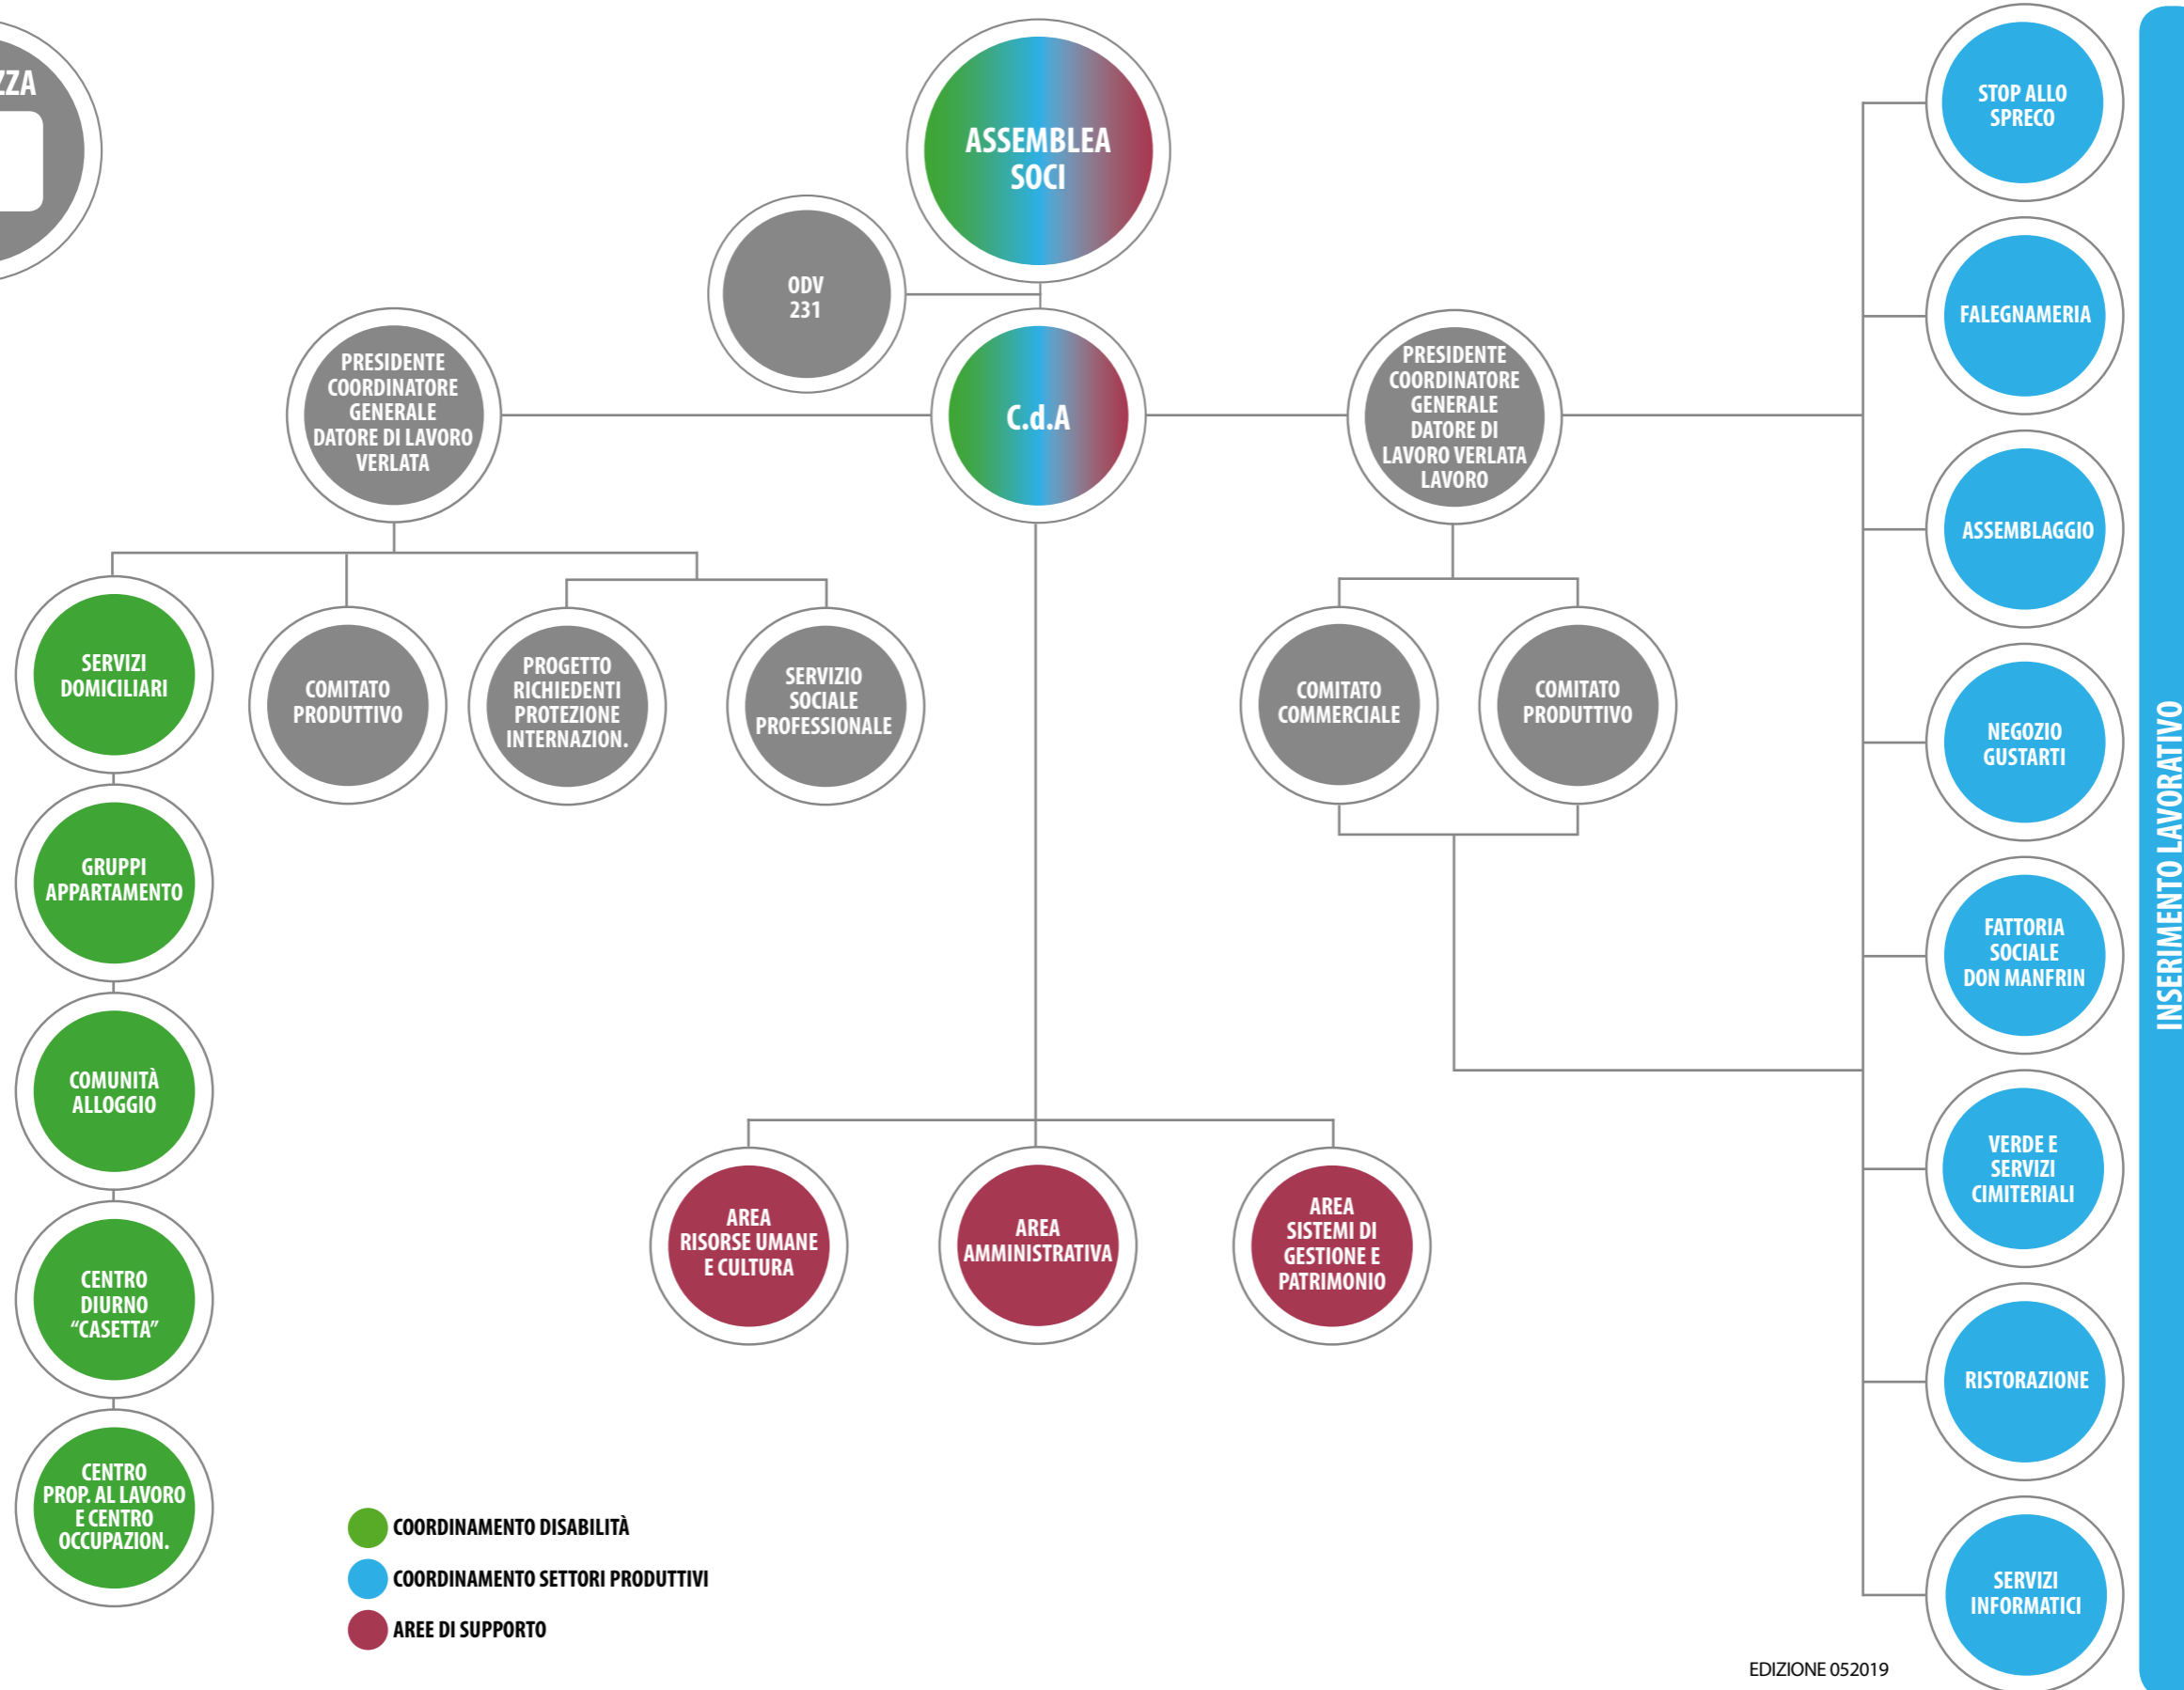 ZZA
ASSEMBLEA
SOCI
ODV
231
PRESIDENTE
COORDINATORE
GENERALE
DATORE DI LAVORO
VERLATA
C.d.A
PRESIDENTE
COORDINATORE
GENERALE
DATORE DI
LAVORO VERLATA
LAVORO
SERVIZI
DOMICILIARI
COMITATO
PRODUTTIVO
PROGETTO
RICHIEDENTI
PROTEZIONE
INTERNAZION.
SERVIZIO
SOCIALE
PROFESSIONALE
COMITATO
COMMERCIALE
COMITATO
PRODUTTIVO
GRUPPI
APPARTAMENTO
COMUNITÀ
ALLOGGIO
CENTRO
DIURNO
“CASETTA”
CENTRO
PROP. AL LAVORO
E CENTRO
OCCUPAZION.
AREA
RISORSE UMANE
E CULTURA
AREA
AMMINISTRATIVA
AREA
SISTEMI DI
GESTIONE E
PATRIMONIO
STOP ALLO
SPRECO
FALEGNAMERIA
ASSEMBLAGGIO
NEGOZIO
GUSTARTI
FATTORIA
SOCIALE
DON MANFRIN
VERDE E
SERVIZI
CIMITERIALI
RISTORAZIONE
SERVIZI
INFORMATICI
INSERIMENTO LAVORATIVO
COORDINAMENTO DISABILITÀ
COORDINAMENTO SETTORI PRODUTTIVI
AREE DI SUPPORTO
EDIZIONE 052019